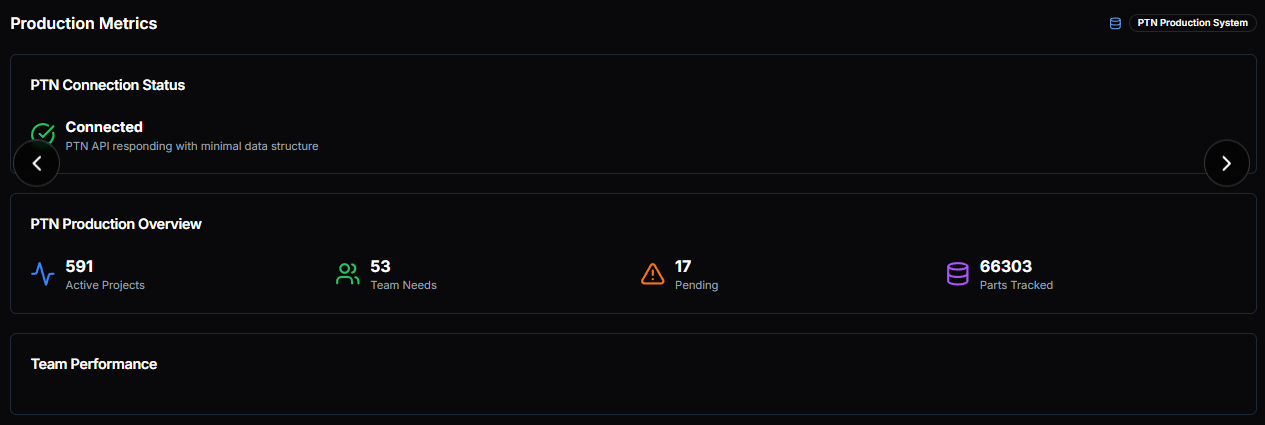 Production Metrics
PTN Production System
PTN Connection Status
Connected
PTN API responding with minimal data structure
PTN Production Overview
591
Active Projects
53
Team Needs
17
Pending
66303
Parts Tracked
Team Performance